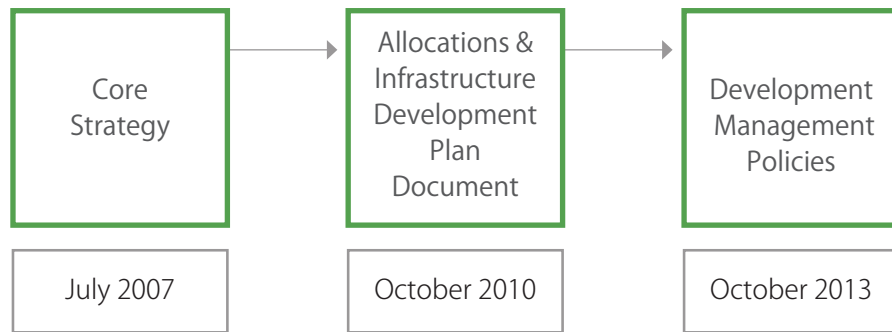 Core
Strategy
Allocations &
Infrastructure
Development
Plan
Document
Development
Management
Policies
July 2007
October 2010
October 2013